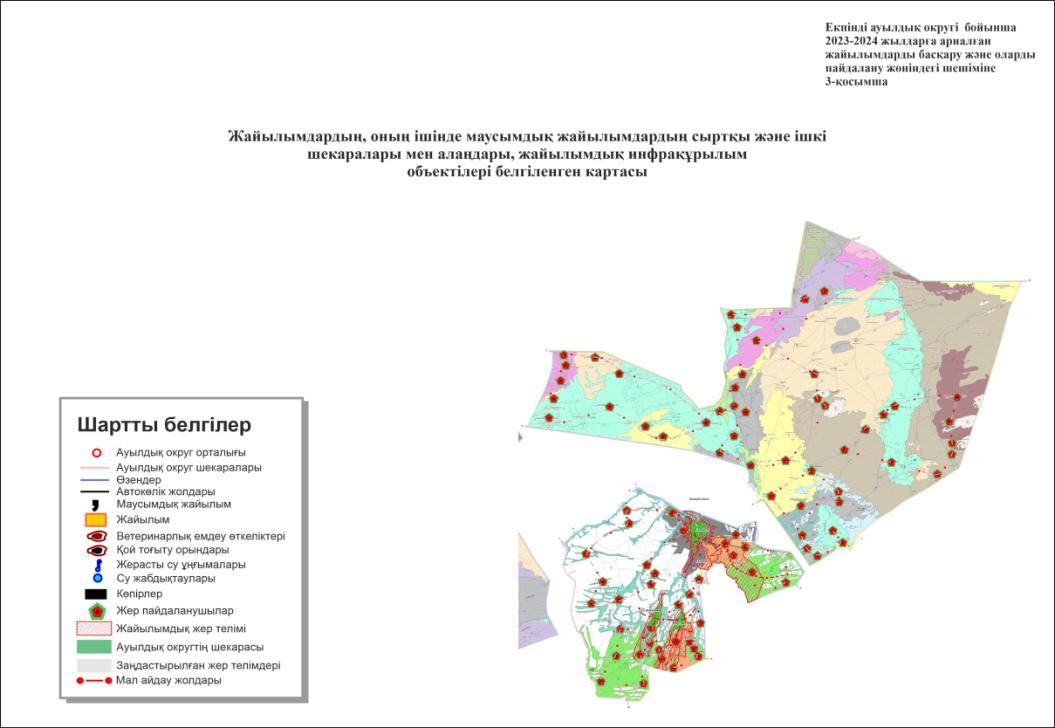 Екпінді ауылдық округі бойынша
2023-2024 жылдарға арналған
жайылымдарды басқару және оларды
пайдалану жөніндегі шешіміне
3-қосымша
Жайылымдардың, оның ішінде маусымдық жайылымдардың сыртқы және ішкі
шекаралары мен алаңдары, жайылымдық инфрақұрылым
объектілері белгіленген картасы
Шартты белгілер
Ауылдық округ орталығы
Ауылдық округ шекаралары
Өзендер
Автокөлік жолдары
Маусымдық жайылым
Жайылым
Ветеринарлық емдеу өткеліктері
Қой тоғыту орындары
Жерасты су ұңғымалары
Су жабдықтаулары
Көпірлер
Жер пайдаланушылар
Жайылымдық жер телімі
Ауылдық округтің шекарасы
Заңдастырылған жер телімдері
Мал айдау жолдары